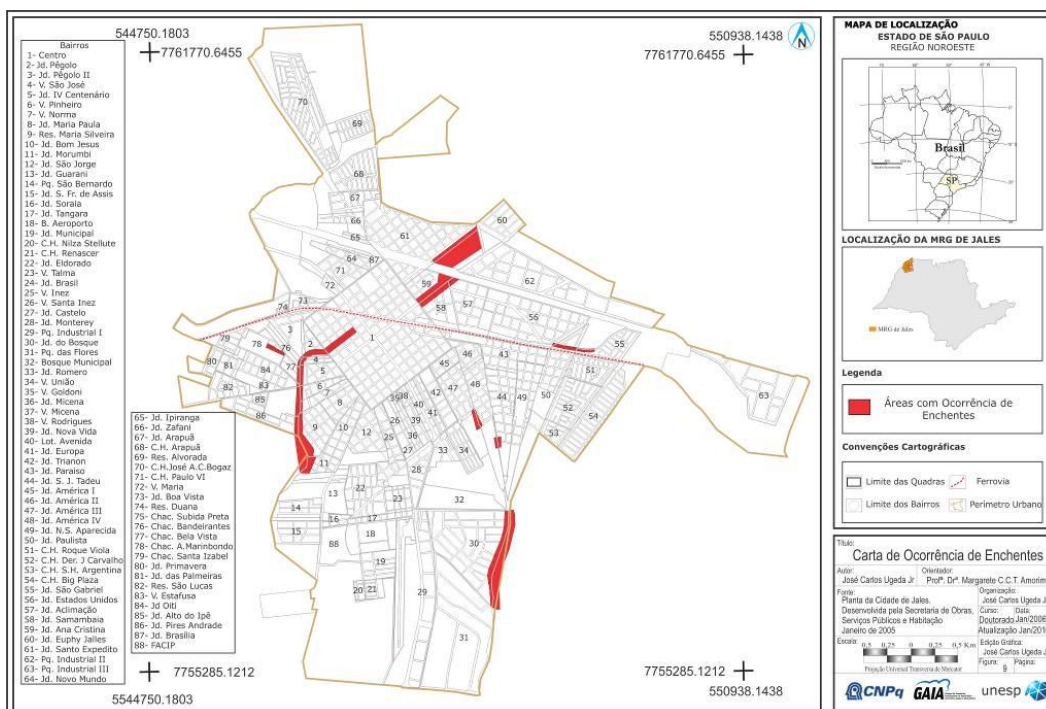 544750.1803
7761770.6455
550938.1438
7761770.6455
N
Bairros
1- Centro
2- Jd. Pêgolo
3- Jd. Pêgolo II
4- V. São José
5- Jd. IV Centenário
6- V. Pinheiro
7- V. Norma
8- Jd. Maria Paula
9- Res. Maria Silveira
10- Jd. Bom Jesus
11- Jd. Morumbi
12- Jd. São Jorge
13- Jd. Guarani
14- Pq. São Bernardo
15- Jd. S. Fr. de Assis
16- Jd. Soraia
17- Jd. Tangara
18- B. Aeroporto
19- Jd. Municipal
20- C.H. Nilza Stellute
21- C.H. Renascer
22- Jd. Eldorado
23- V. Talma
24- Jd. Brasil
25- V. Inez
26- V. Santa Inez
27- Jd. Castelo
28- Jd. Monterey
29- Pq. Industrial I
30- Jd. do Bosque
31- Pq. das Flores
32- Bosque Municipal
33- Jd. Romero
34- V. União
35- V. Goldoni
36- Jd. Micena
37- V. Micena
38- V. Rodrigues
39- Jd. Nova Vida
40- Lot. Avenida
41- Jd. Europa
42- Jd. Trianon
43- Jd. Paraiso
44- Jd. S. J. Tadeu
45- Jd. América I
46- Jd. América II
47- Jd. América III
48- Jd. América IV
49- Jd. N.S. Aparecida
50- Jd. Paulista
51- C.H. Roque Viola
52- C.H. Der. J Carvalho
53- C.H. S.H. Argentina
54- C.H. Big Plaza
55- Jd. São Gabriel
56- Jd. Estados Unidos
57- Jd. Aclimação
58- Jd. Samambaia
59- Jd. Ana Cristina
60- Jd. Euphy Jalles
61- Jd. Santo Expedito
62- Pq. Industrial II
63- Pq. Industrial III
64- Jd. Novo Mundo
65- Jd. Ipiranga
66- Jd. Zafani
67- Jd. Arapuã
68- C.H. Arapuã
69- Res. Alvorada
70- C.H.José A.C.Bogaz
71- C.H. Paulo VI
72- V. Maria
73- Jd. Boa Vista
74- Res. Duana
75- Chac. Subida Preta
76- Chac. Bandeirantes
77- Chac. Bela Vista
78- Chac. A.Marinbondo
79- Chac. Santa Izabel
80- Jd. Primavera
81- Jd. das Palmeiras
82- Res. São Lucas
83- V. Estafusa
84- Jd Oiti
85- Jd. Alto do Ipê
86- Jd. Pires Andrade
87- Jd. Brasília
88- FACIP
7755285.1212
5544750.1803
7755285.1212
550938.1438
MAPA DE LOCALIZAÇÃO
ESTADO DE SÃO PAULO
REGIÃO NOROESTE
Brasil
SP
LOCALIZAÇÃO DA MRG DE JALES
MRG de Jales
Legenda
Áreas com Ocorrência de
Enchentes
Convenções Cartográficas
Limite das Quadras
Ferrovia
Limite dos Bairros
Perímetro Urbano
Título:
Carta de Ocorrência de Enchentes
Autor:
José Carlos Ugeda Jr
Orientador:
Profª. Drª. Margarete C.C.T. Amorim
Fonte:
Planta da Cidade de Jales.
Desenvolvida pela Secretaria de Obras,
Serviços Públicos e Habitação
Janeiro de 2005
Organização:
José Carlos Ugeda J
Curso: Data:
Doutorado Jan/2006
Atualização Jan/201
Escala:
0,5 0,25 0 0,25 0,5 Km
Projeção Universal Transversa de Mercator
Edição Gráfica:
José Carlos Ugeda J
Figura: Página:
9
CNPq GAIA unesp